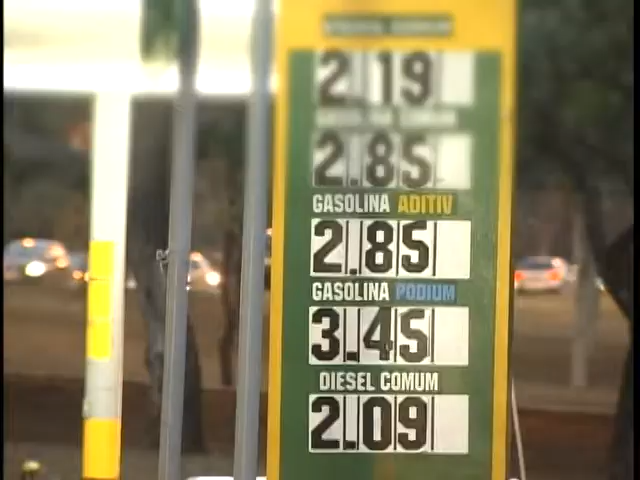 2.19
2.85
GASOLINA ADITIV
2.85
GASOLINA PODIUM
3.45
DIESEL COMUM
2.09